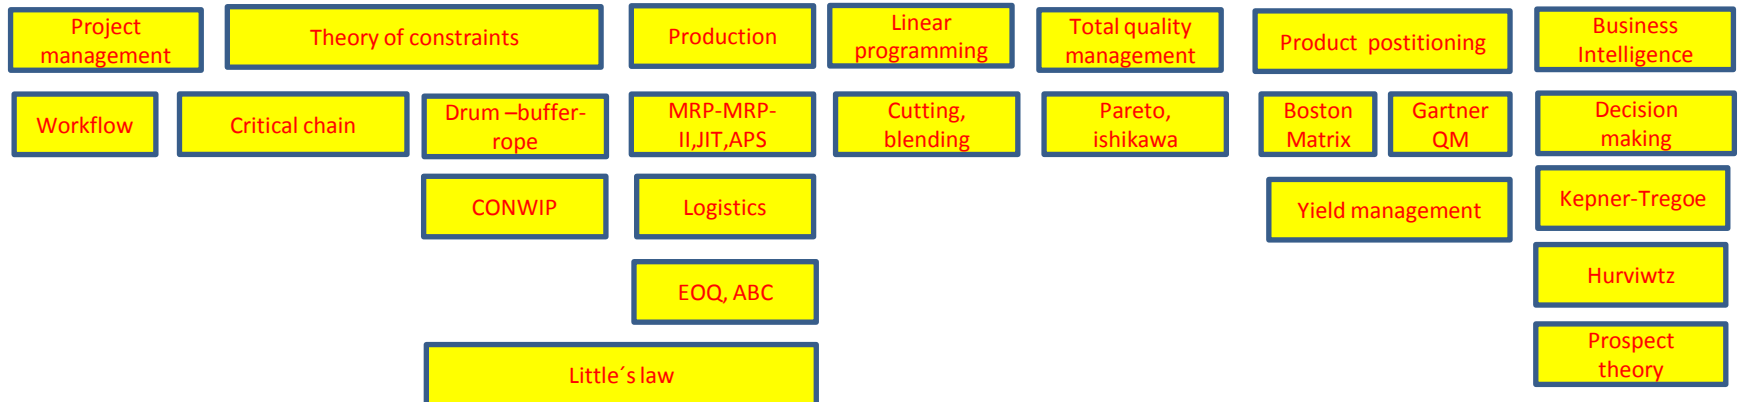 Project
management
Theory of constraints
Production
Linear
programming
Total quality
management
Product postitioning
Business
Intelligence
Workflow
Critical chain
Drum –buffer-
rope
MRP-MRP-
II,JIT,APS
Cutting,
blending
Pareto,
ishikawa
Boston
Matrix
Gartner
QM
Decision
making
CONWIP
Logistics
Yield management
Kepner-Tregoe
EOQ, ABC
Hurviwtz
Little´s law
Prospect
theory